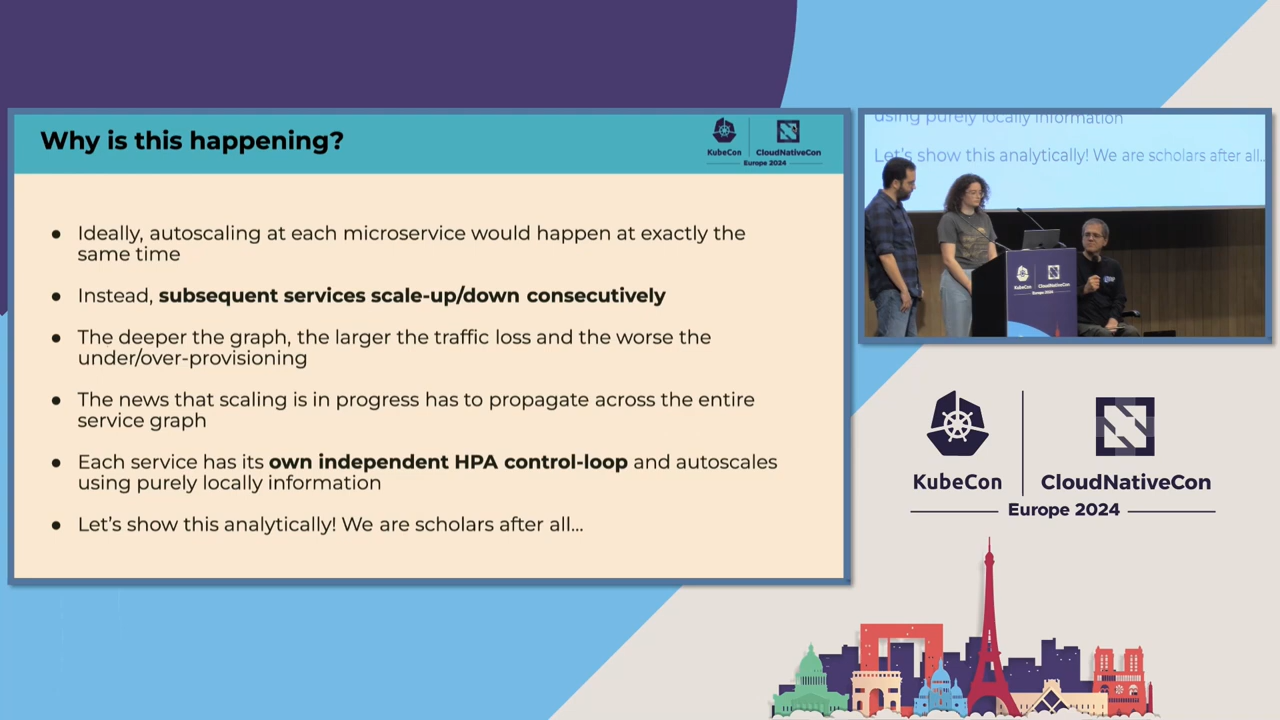 Why is this happening?
KubeCon
CloudNativeCon
Europe 2024
● Ideally, autoscaling at each microservice would happen at exactly the
same time
● Instead, subsequent services scale-up/down consecutively
● The deeper the graph, the larger the traffic loss and the worse the
under/over-provisioning
● The news that scaling is in progress has to propagate across the entire
service graph
● Each service has its own independent HPA control-loop and autoscales
using purely locally information
● Let's show this analytically! We are scholars after all...
using purely locally information
Let's show this analytically! We are scholars after all...
KubeCon
CloudNativeCon
Europe 2024
KubeCon
CloudNativeCon
Europe 2024